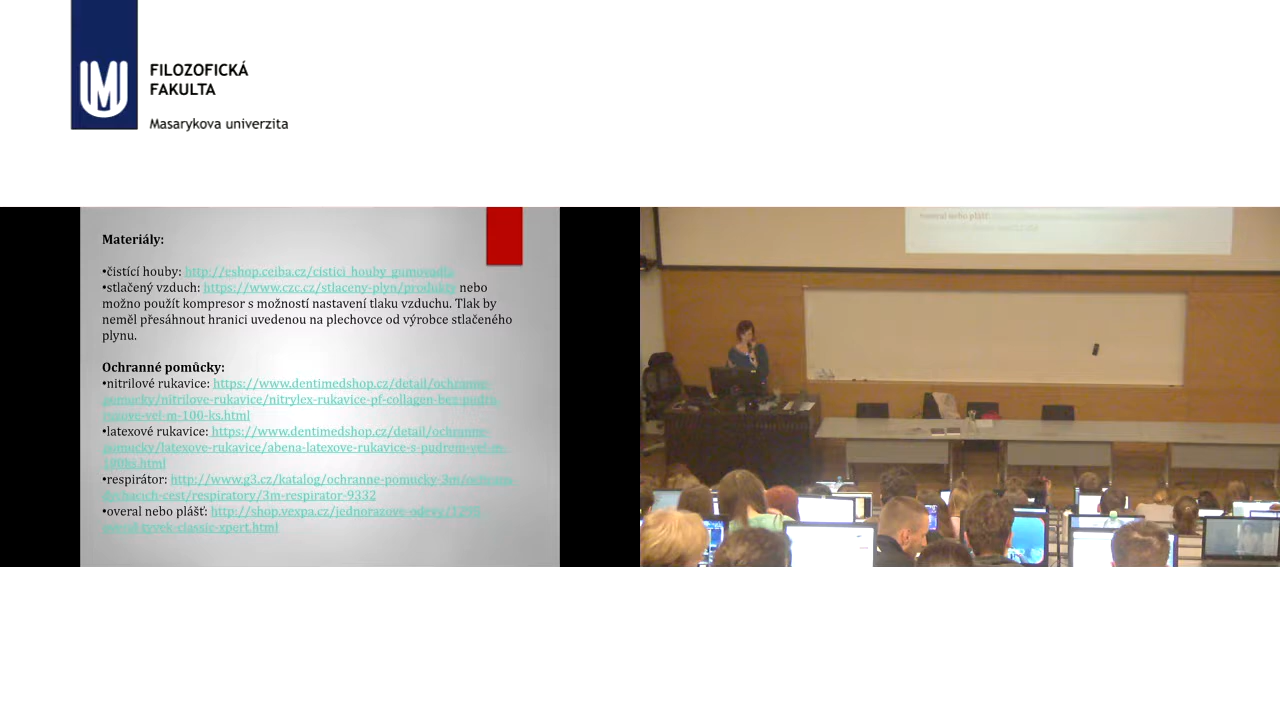 FILOZOFICKÁ
FAKULTA
Masarykova univerzita
Materiály:
•čistící houby: http://eshop.ceiba.cz/cistici_houby_gumovadla
•stlačený vzduch: https://www.czc.cz/stlaceny-plyn/produkty nebo
možno použít kompresor s možností nastavení tlaku vzduchu. Tlak by
neměl přesáhnout hranici uvedenou na plechovce od výrobce stlačeného
plynu.
Ochranné pomůcky:
•nitrilové rukavice: https://www.dentimedshop.cz/detail/ochranne-
pomucky/nitrilove-rukavice/nitrylex-rukavice-pf-collagen-bez-pudru-
ruzove-vel-m-100-ks.html
•latexové rukavice: https://www.dentimedshop.cz/detail/ochranne-
pomucky/latexove-rukavice/abena-latexove-rukavice-s-pudrem-vel-m-
100ks.html
•respirátor: http://www.g3.cz/katalog/ochranne-pomucky-3m/ochrana-
dychacich-cest/respiratory/3m-respirator-9332
•overal nebo plášť: http://shop.vexpa.cz/jednorazove-odevy/1298-
overal-tyvek-classic-xpert.html
overal nebo plášť: